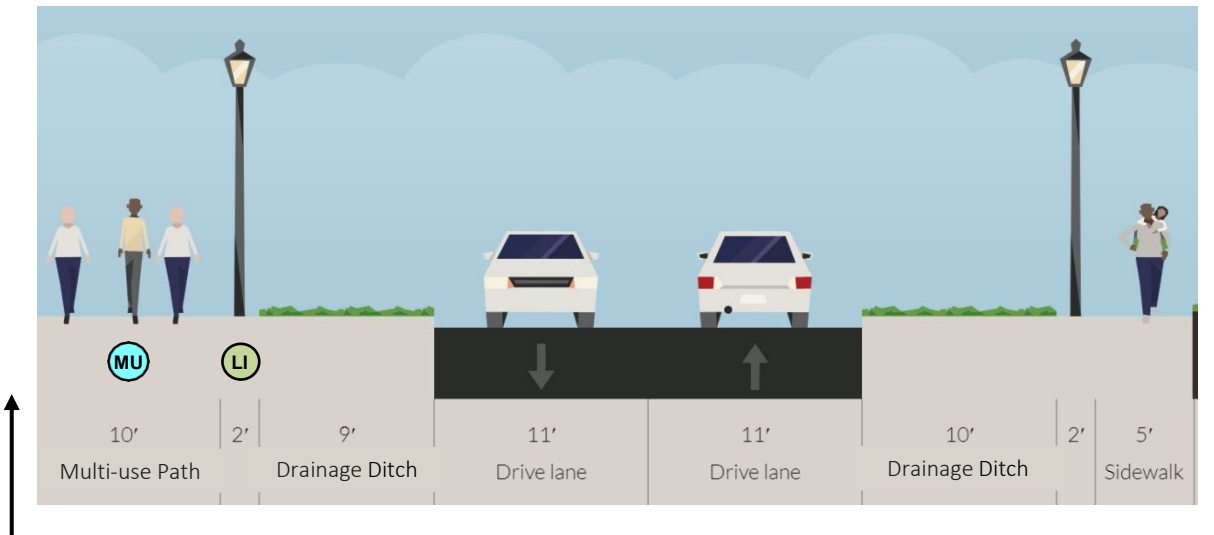 MU LI
10′ 2′ 9′ 11′ 11′ 10′ 2′ 5′
Multi-use Path Drainage Ditch Drive lane Drive lane Drainage Ditch Sidewalk